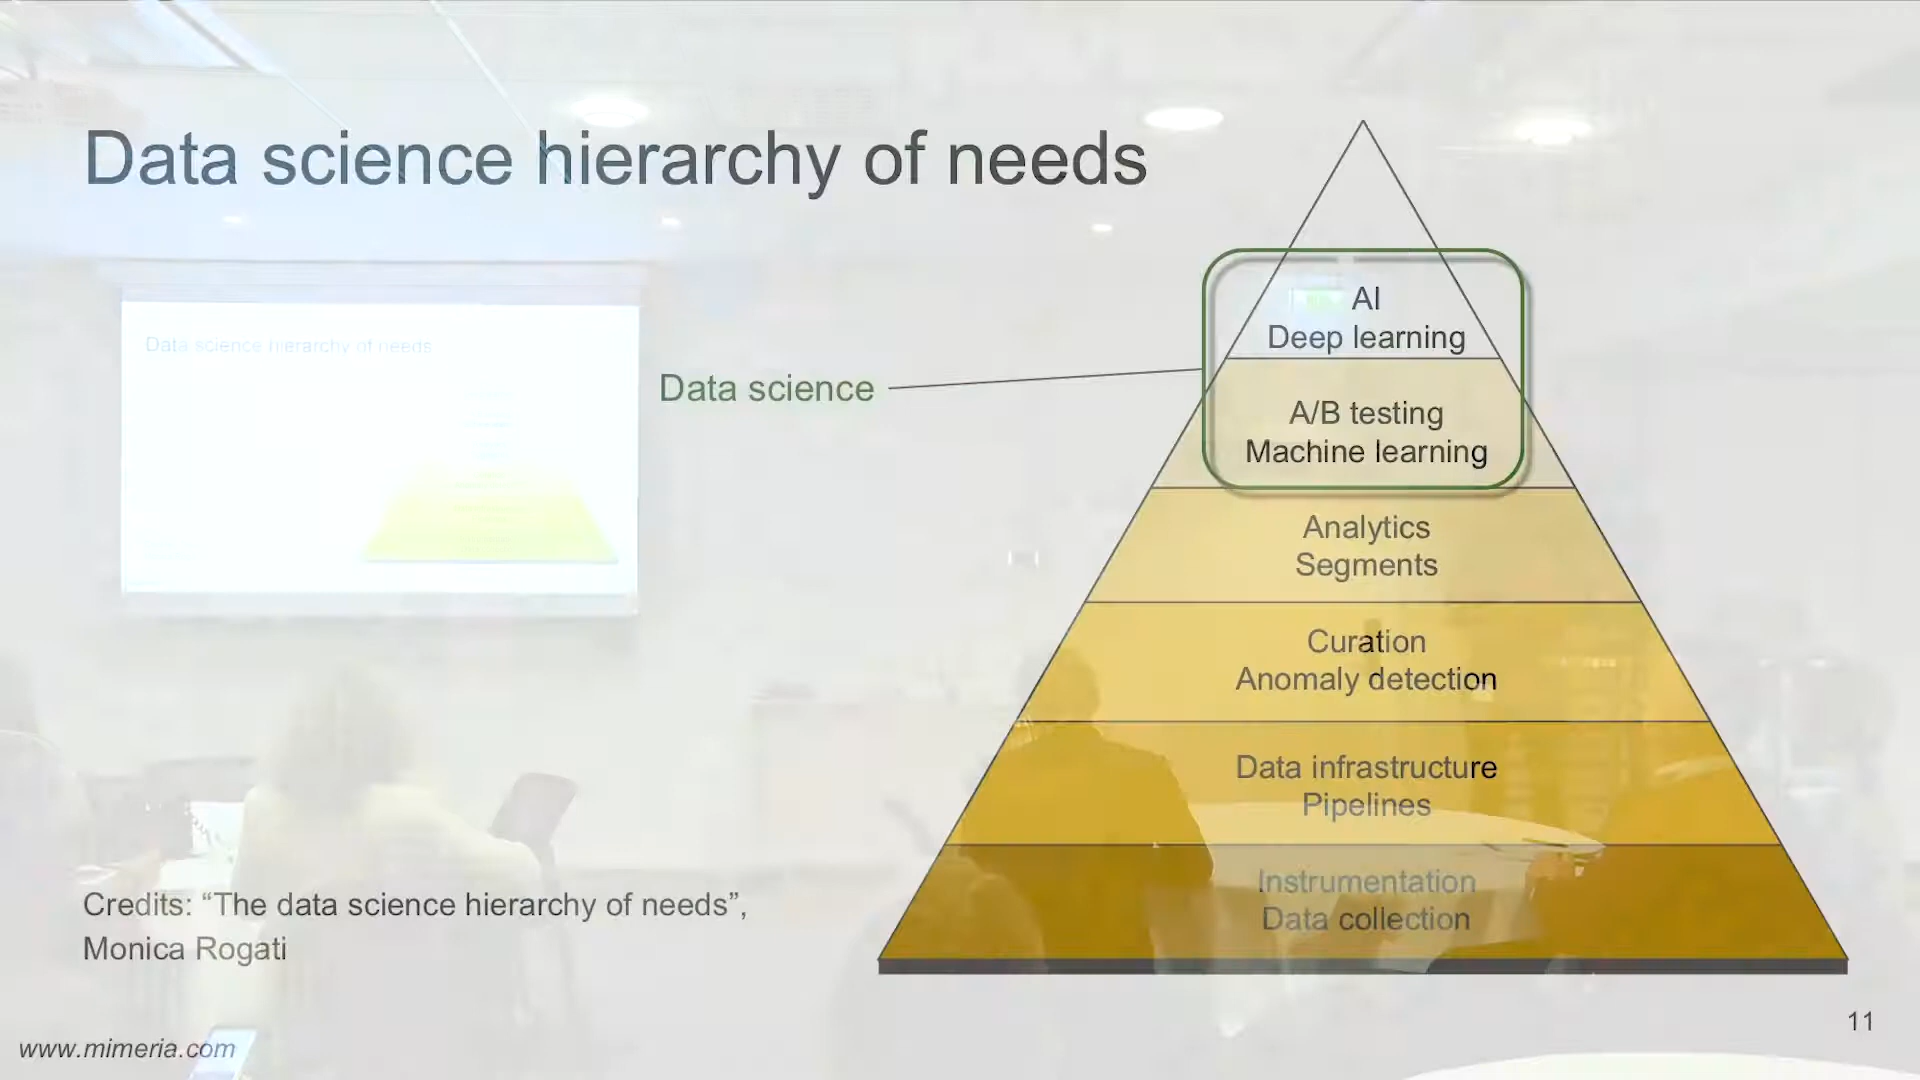 Data science hierarchy of needs
Data science hierarchy of needs
AI
Deep learning
Data science
A/B testing
Machine learning
Analytics
Segments
Curation
Anomaly detection
Data infrastructure
Pipelines
Instrumentation
Data collection
Credits: “The data science hierarchy of needs”,
Monica Rogati
11
www.mimeria.com